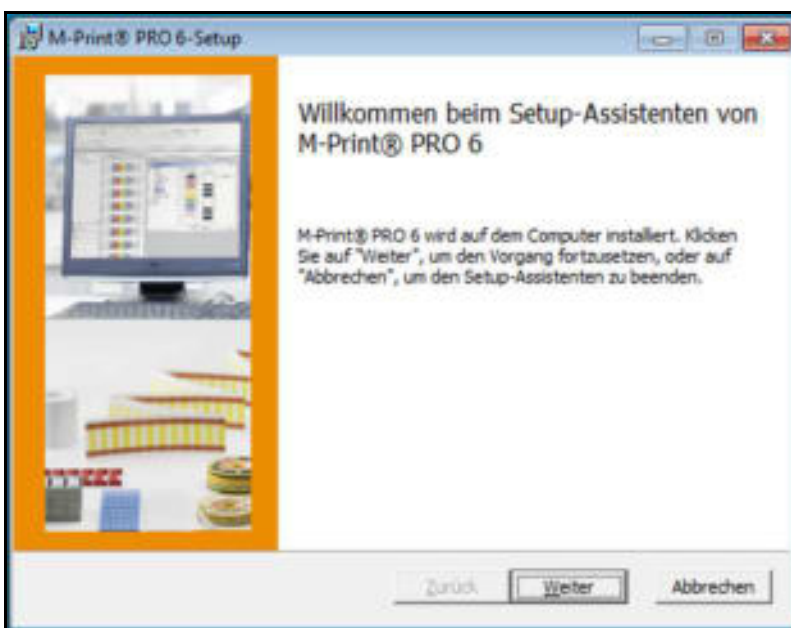 M-Print® PRO 6-Setup
Willkommen beim Setup-Assistenten von
M-Print® PRO 6
M-Print® PRO 6 wird auf dem Computer installiert. Klicken
Sie auf "Weiter", um den Vorgang fortzusetzen, oder auf
"Abbrechen", um den Setup-Assistenten zu beenden.
Zurück Weiter Abbrechen